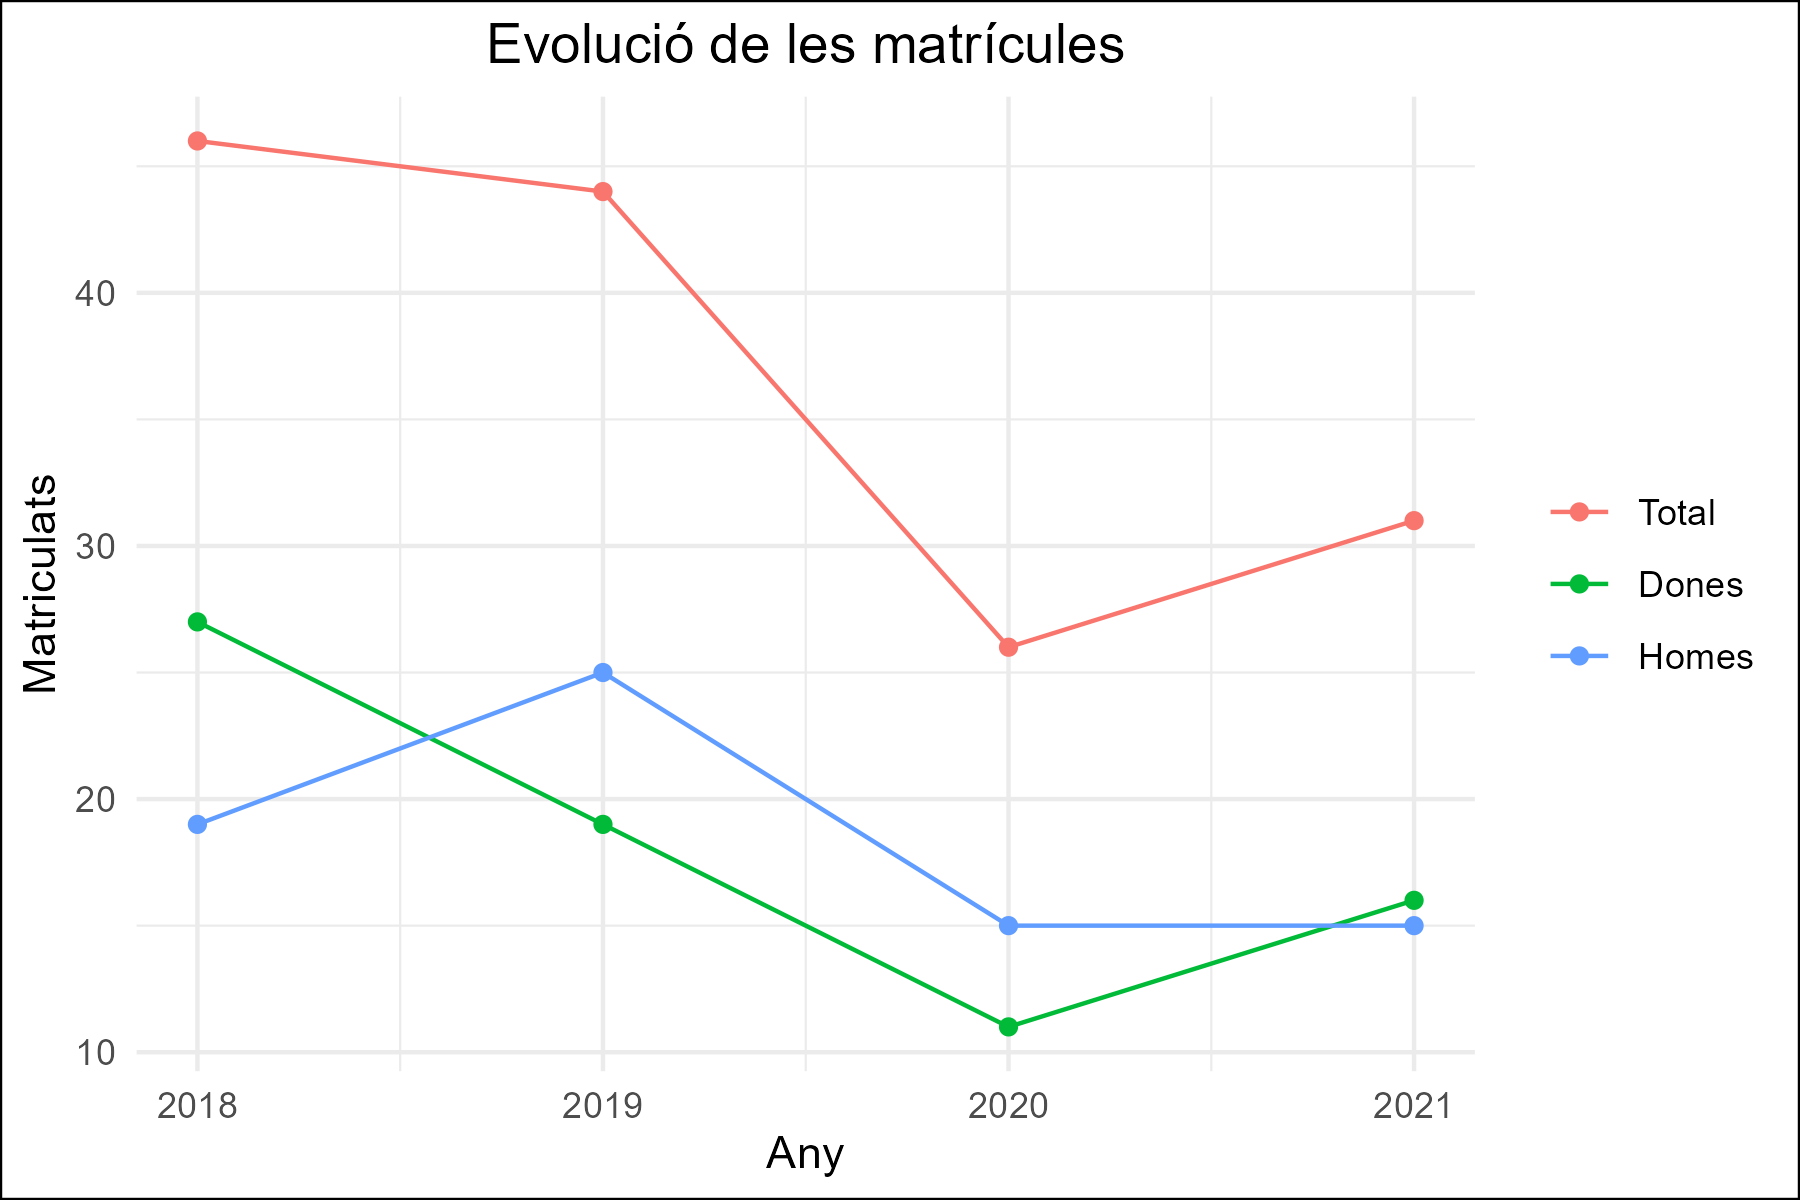 Evolució de les matrícules
Matriculats
40
30
20
10
2018 2019 2020 2021
Any
Total
Dones
Homes